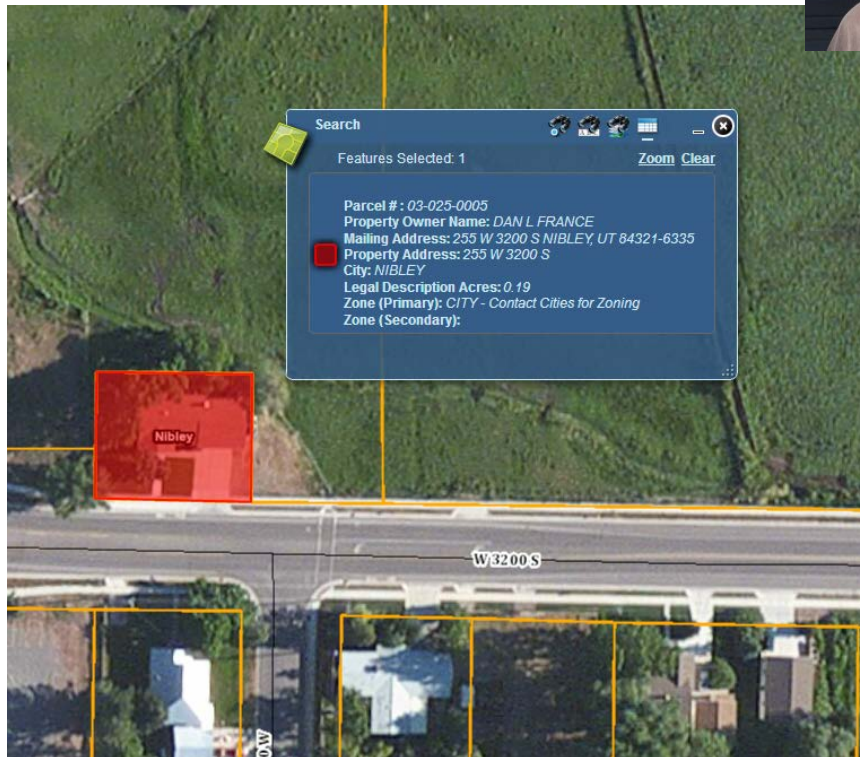 Search
Features Selected: 1 Zoom Clear
Parcel # : 03-025-0005
Property Owner Name: DAN L FRANCE
Mailing Address: 255 W 3200 S NIBLEY, UT 84321-6335
Property Address: 255 W 3200 S
City: NIBLEY
Legal Description Acres: 0.19
Zone (Primary): CITY - Contact Cities for Zoning
Zone (Secondary):
Nibley
W 3200 S